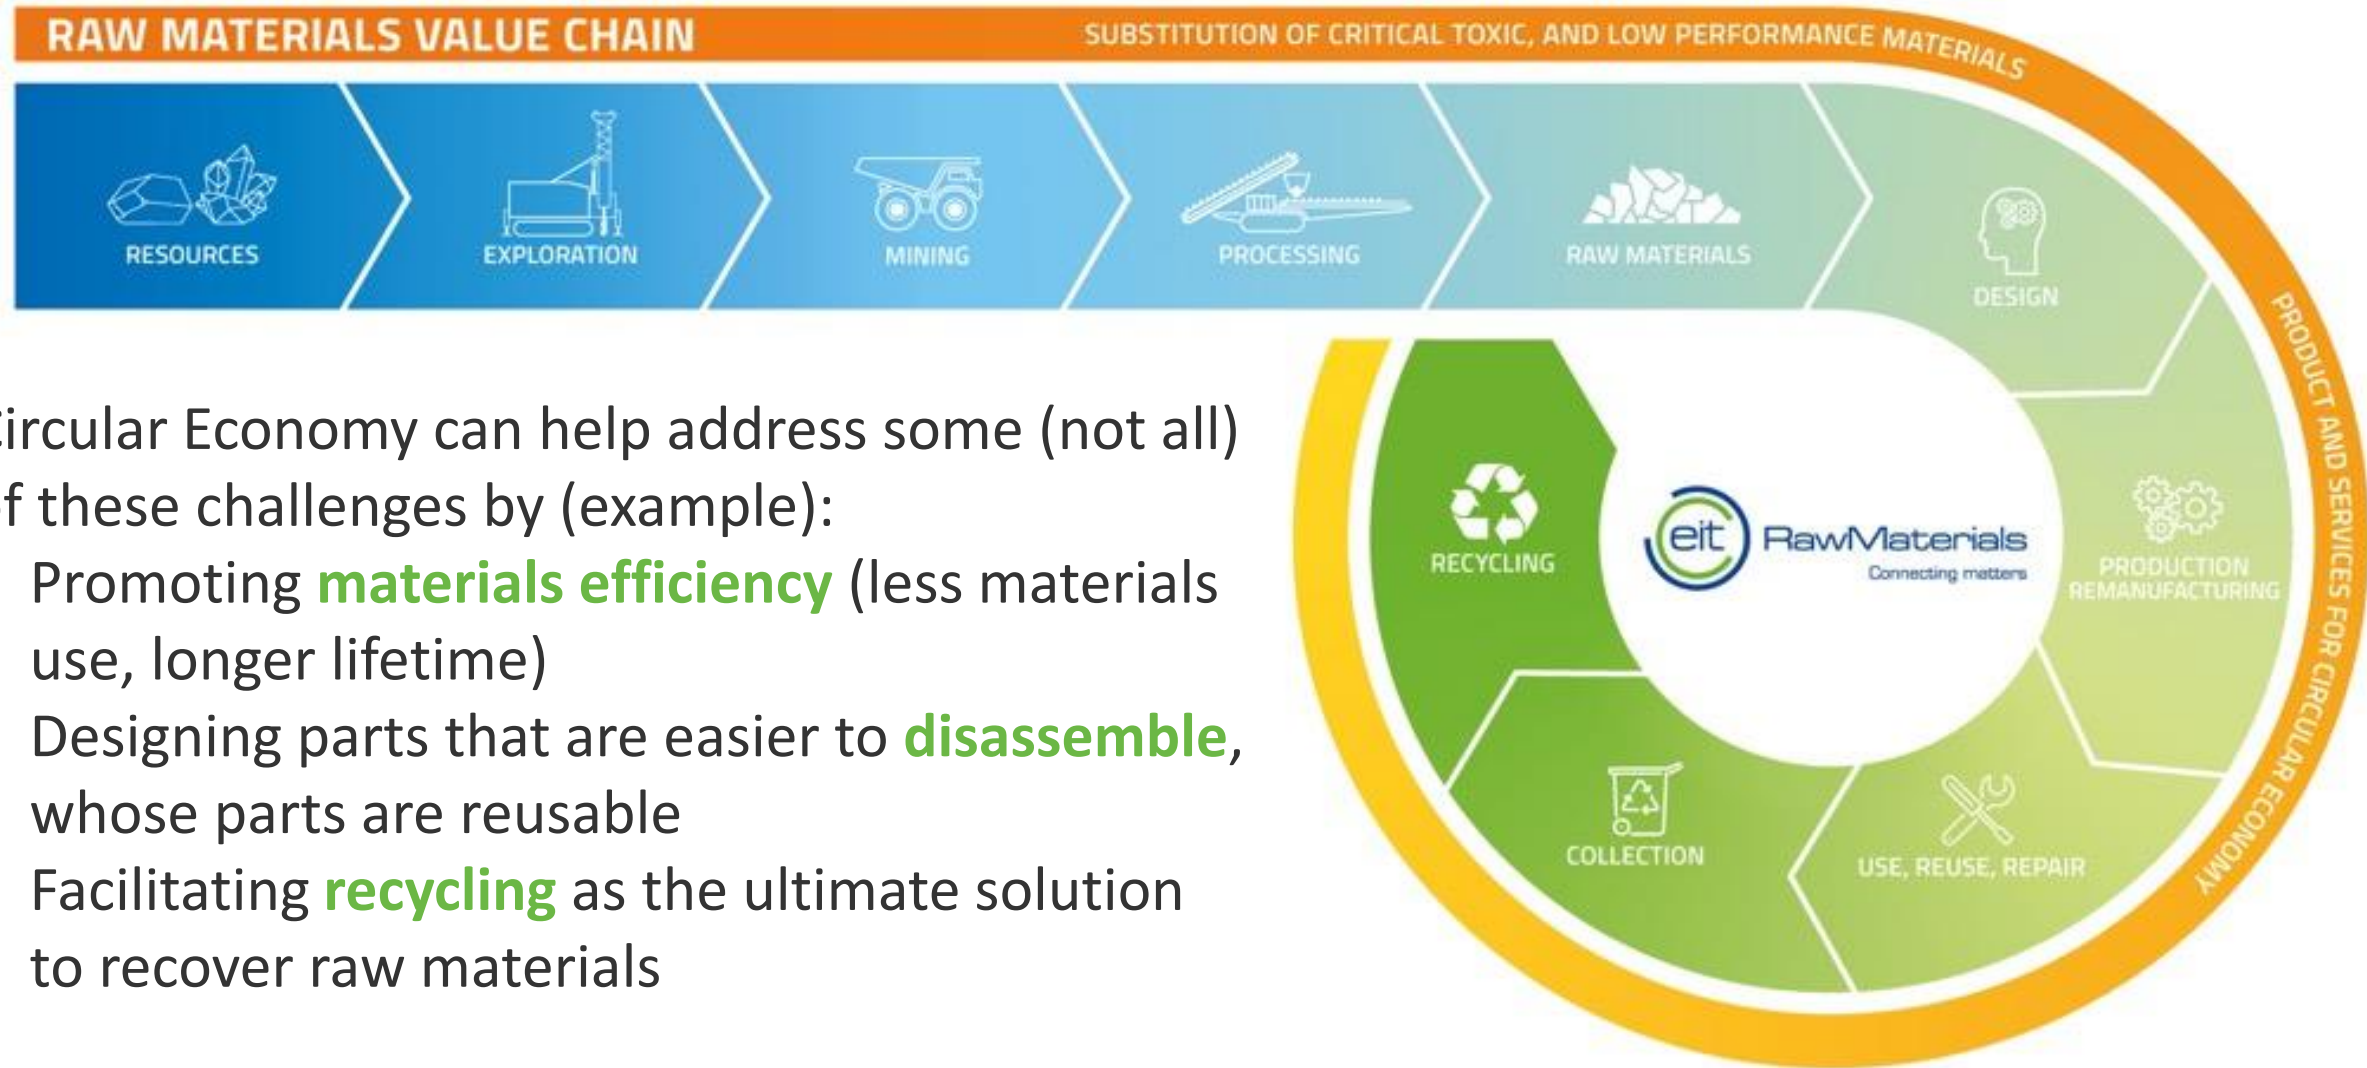 RAW MATERIALS VALUE CHAIN
SUBSTITUTION OF CRITICAL TOXIC, AND LOW PERFORMANCE MATERIALS
PRODUCT AND SERVICES FOR CIRCULAR ECONOMY
RESOURCES
EXPLORATION
MINING
PROCESSING
RAW MATERIALS
DESIGN
PRODUCTION
REMANUFACTURING
USE, REUSE, REPAIR
COLLECTION
RECYCLING
eit RawMaterials
Connecting matters
ircular Economy can help address some (not all)
f these challenges by (example):
Promoting materials efficiency (less materials
use, longer lifetime)
Designing parts that are easier to disassemble,
whose parts are reusable
Facilitating recycling as the ultimate solution
to recover raw materials